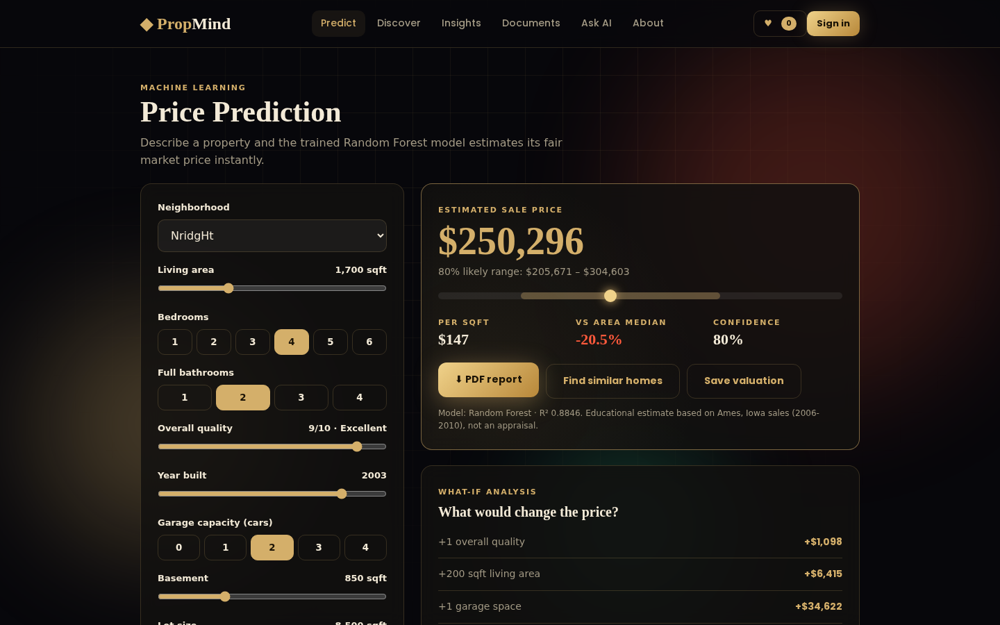 ◆ PropMind
Predict
Discover
Insights
Documents
Ask AI
About
♥ 0
Sign in
MACHINE LEARNING
Price Prediction
Describe a property and the trained Random Forest model estimates its fair
market price instantly.
Neighborhood
NridgHt
Living area 1,700 sqft
Bedrooms
1 2 3 4 5 6
Full bathrooms
1 2 3 4
Overall quality 9/10 · Excellent
Year built 2003
Garage capacity (cars)
0 1 2 3 4
Basement 850 sqft
Lot size 8,500 sqft
ESTIMATED SALE PRICE
$250,296
80% likely range: $205,671 – $304,603
PER SQFT VS AREA MEDIAN CONFIDENCE
$147 -20.5% 80%
⬇ PDF report
Find similar homes
Save valuation
Model: Random Forest · R² 0.8846. Educational estimate based on Ames, Iowa sales (2006-
2010), not an appraisal.
WHAT-IF ANALYSIS
What would change the price?
+1 overall quality +$1,098
+200 sqft living area +$6,415
+1 garage space +$34,622